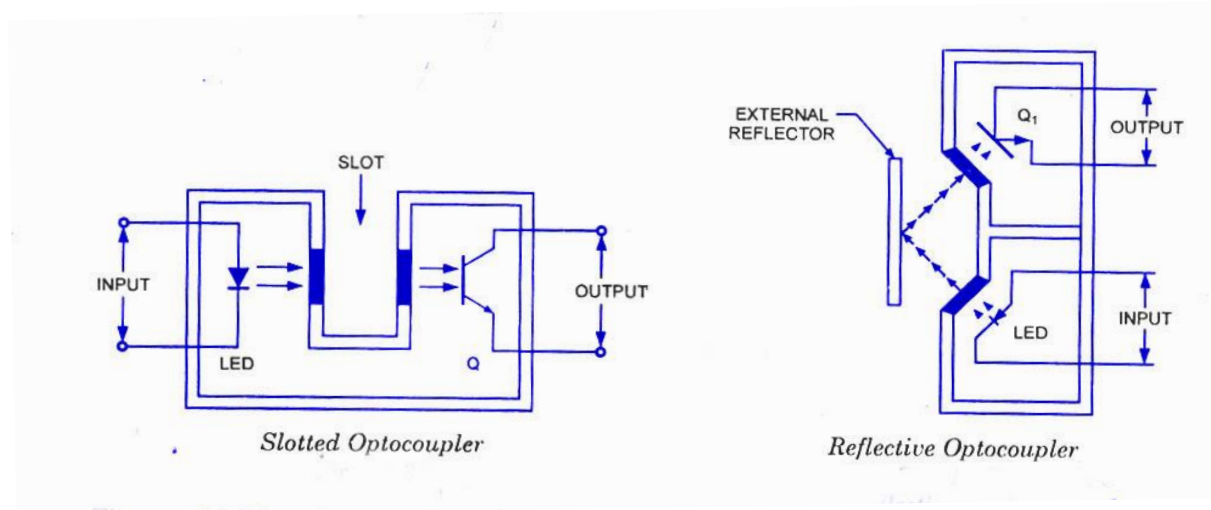 SLOT
INPUT
OUTPUT
LED
Q
Slotted Optocoupler
EXTERNAL
REFLECTOR
Q1
OUTPUT
INPUT
LED
Reflective Optocoupler